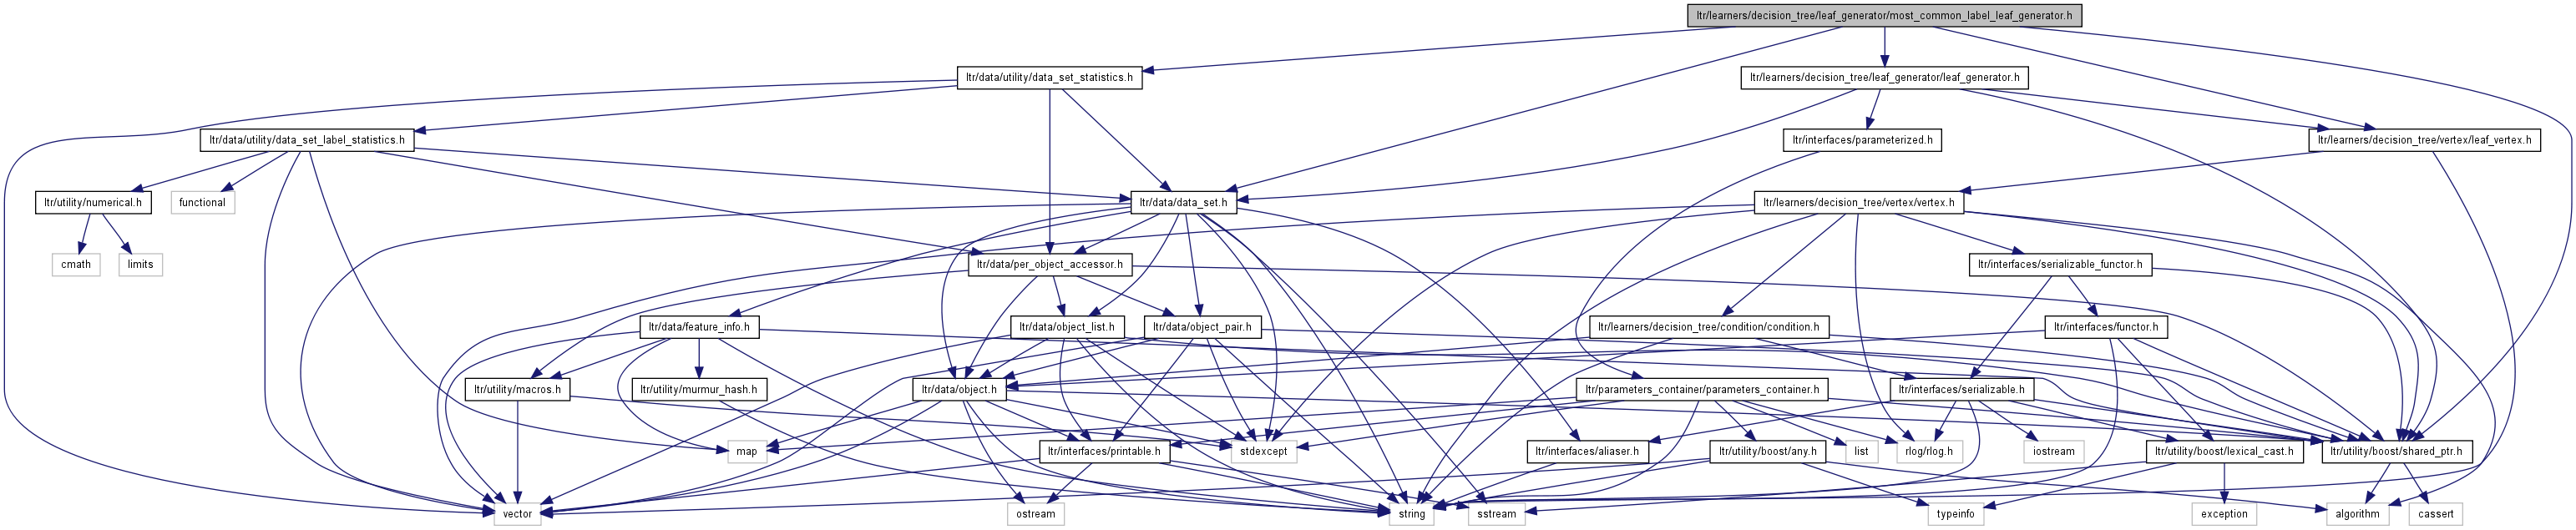 ltr/learners/decision_tree/leaf_generator/most_common_label_leaf_generator.h
ltr/data/utility/data_set_statistics.h
ltr/learners/decision_tree/leaf_generator/leaf_generator.h
ltr/data/utility/data_set_label_statistics.h
ltr/interfaces/parameterized.h
ltr/learners/decision_tree/vertex/leaf_vertex.h
ltr/utility/numerical.h
functional
ltr/data/data_set.h
ltr/learners/decision_tree/vertex/vertex.h
cmath
limits
ltr/data/per_object_accessor.h
ltr/interfaces/serializable_functor.h
ltr/data/feature_info.h
ltr/data/object_list.h
ltr/data/object_pair.h
ltr/learners/decision_tree/condition/condition.h
ltr/interfaces/functor.h
ltr/utility/macros.h
ltr/utility/murmur_hash.h
ltr/data/object.h
ltr/parameters_container/parameters_container.h
ltr/interfaces/serializable.h
map
ltr/interfaces/printable.h
stdexcept
ltr/interfaces/aliaser.h
ltr/utility/boost/any.h
list
rlog/rlog.h
iostream
ltr/utility/boost/lexical_cast.h
ltr/utility/boost/shared_ptr.h
vector
ostream
string
sstream
typeinfo
exception
algorithm
cassert